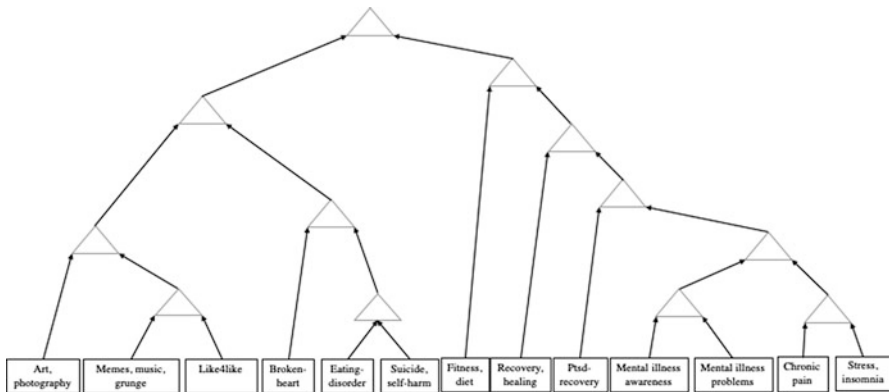 Art,
photography
Memes, music,
grunge
Like4like
Broken-
heart
Eating-
disorder
Suicide,
self-harm
Fitness,
diet
Recovery,
healing
Ptsd-
recovery
Mental illness
awareness
Mental illness
problems
Chronic
pain
Stress,
insomnia